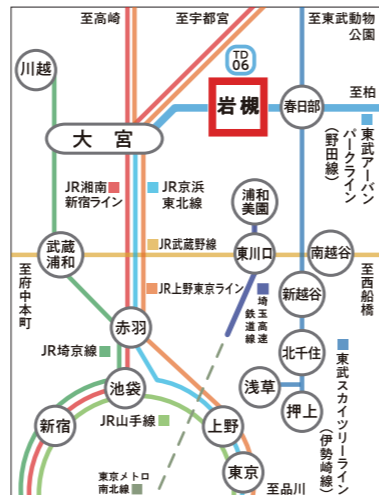 至高崎
至宇都宮
至東武動物
公園
TD
06
川越
岩槻
春日部
至柏
大宮
東武アーバン
パークライン
(野田線)
JR湘南
新宿ライン
JR京浜
東北線
浦和
美園
JR武蔵野線
武蔵
浦和
東川口
南越谷
至府中本町
至西船橋
JR上野東京ライン
埼玉高速
鉄道線
新越谷
赤羽
JR埼京線
北千住
東武スカイツリーライン
(伊勢崎線)
池袋
浅草
押上
新宿
JR山手線
上野
東京メトロ
南北線
東京
至品川